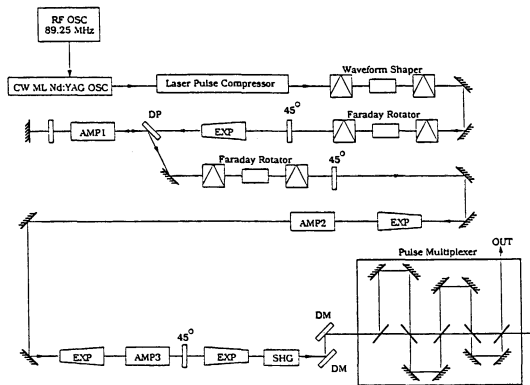 RF OSC
89.25 MHz
CW ML Nd:YAG OSC
Laser Pulse Compressor
Waveform Shaper
DP
45°
Faraday Rotator
AMP1
EXP
Faraday Rotator
45°
AMP2
EXP
OUT
Pulse Multiplexer
DM
45°
EXP
AMP3
EXP
SHG
DM